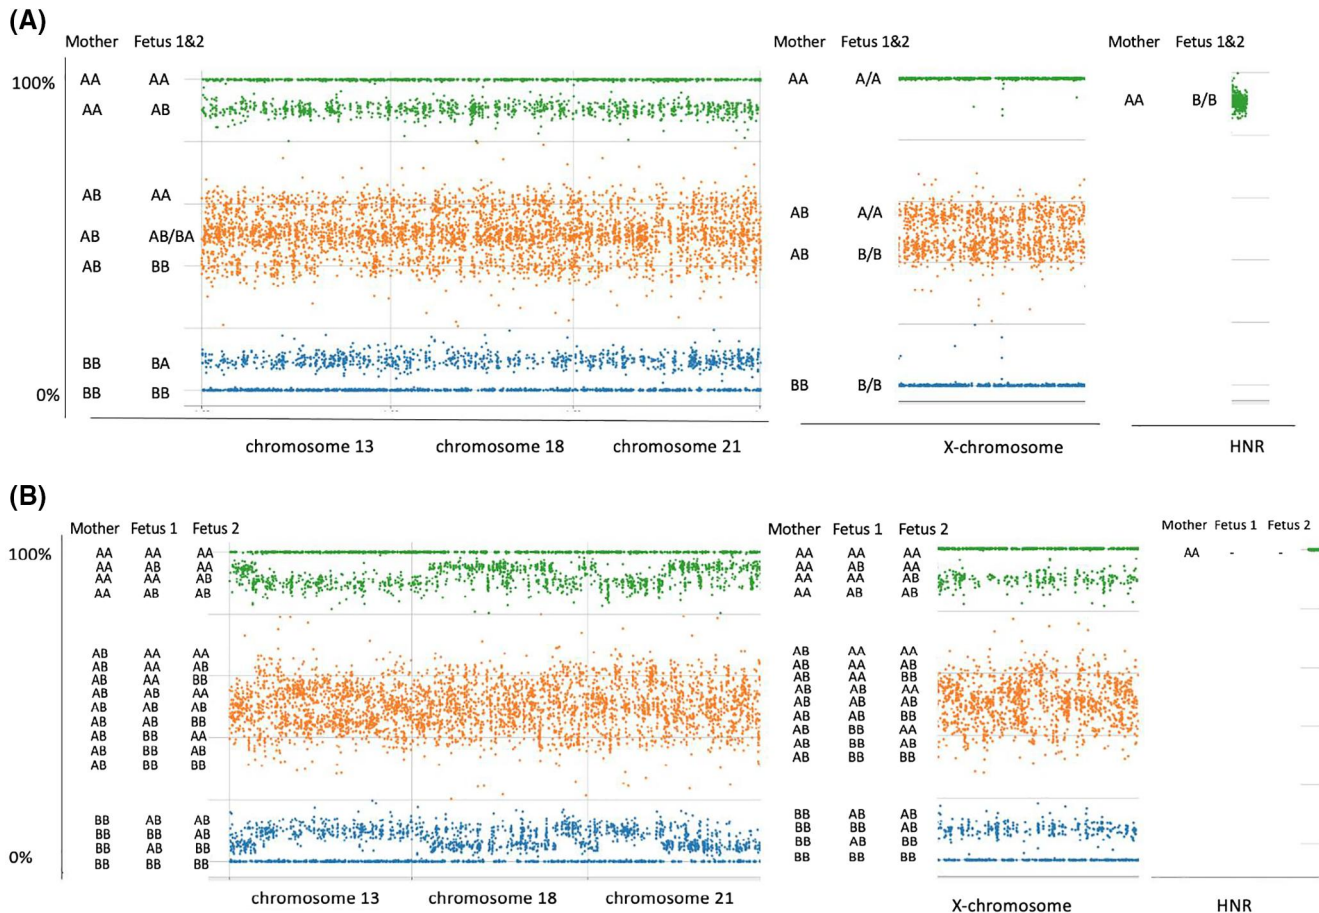 (A)
Mother Fetus 1&2
100%
AA AA
AA AB
AB AA
AB AB/BA
AB BB
BB BA
0%
BB BB
chromosome 13 chromosome 18 chromosome 21
Mother Fetus 1&2
AA A/A
AB A/A
AB B/B
BB B/B
X-chromosome
Mother Fetus 1&2
AA B/B
HNR
(B)
Mother Fetus 1 Fetus 2
100%
AA AA AA
AA AB AA
AA AA AB
AA AB AB
AB AA AA
AB AA AB
AB AA BB
AB AB AA
AB AB AB
AB AB BB
AB BB AA
AB BB AB
AB BB BB
BB AB AB
BB BB AB
BB AB BB
0%
BB BB BB
chromosome 13 chromosome 18 chromosome 21
Mother Fetus 1 Fetus 2
AA AA AA
AA AB AA
AA AA AB
AA AB AB
AB AA AA
AB AA AB
AB AA BB
AB AB AA
AB AB AB
AB AB BB
AB BB AA
AB BB AB
AB BB BB
BB AB AB
BB BB AB
BB AB BB
BB BB BB
X-chromosome
Mother Fetus 1 Fetus 2
AA - -
HNR